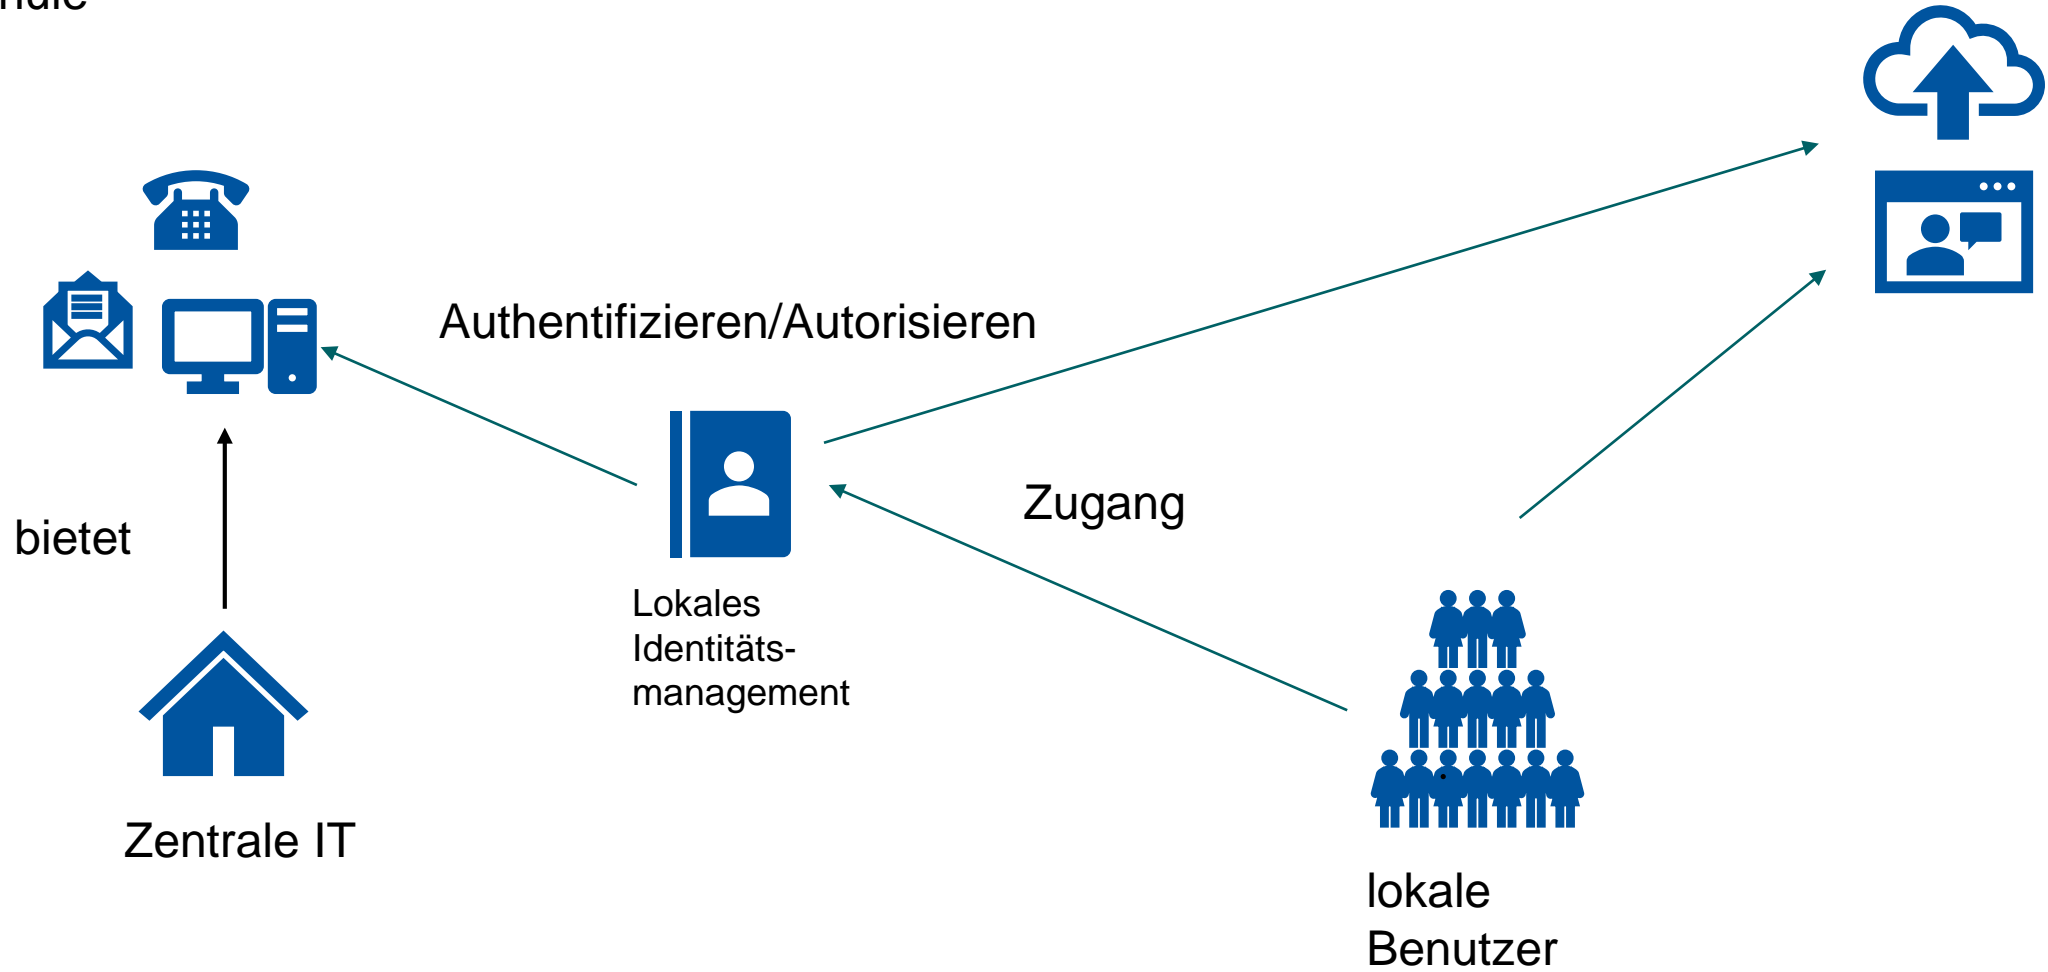 Authentifizieren/Autorisieren
Zugang
bietet
Lokales
Identitäts-
management
Zentrale IT
lokale
Benutzer